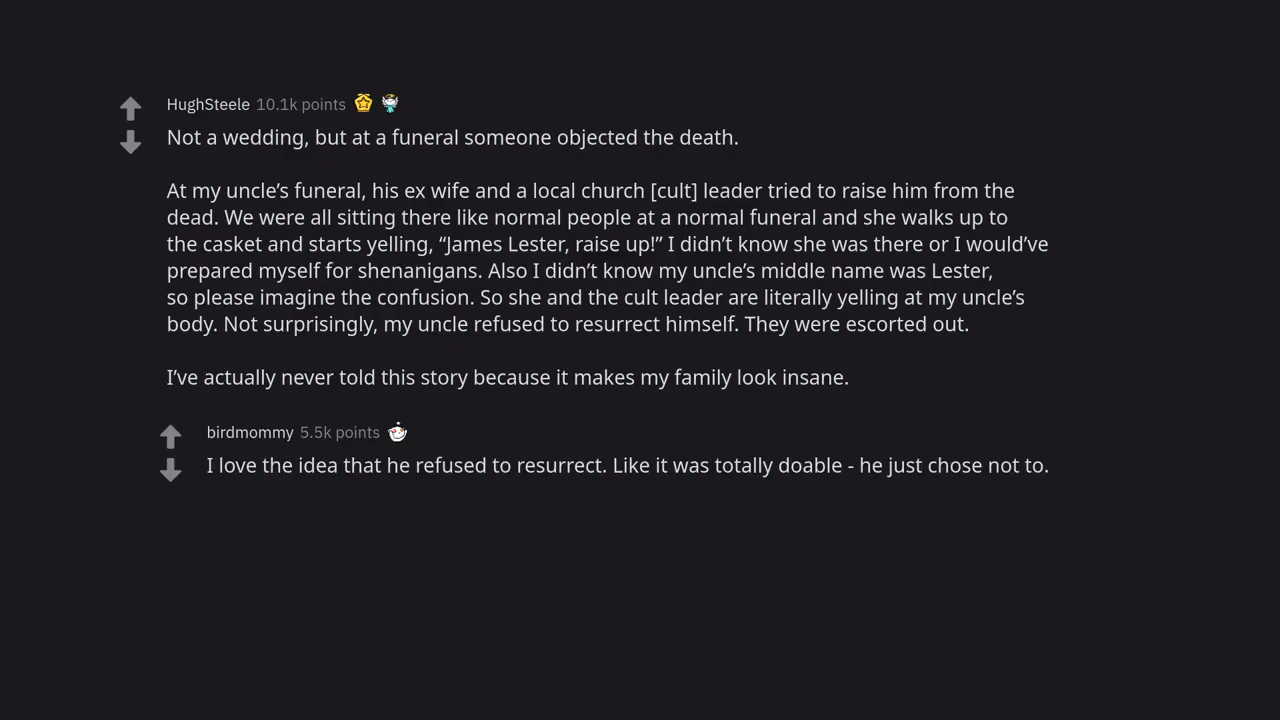 HughSteele 10.1k points
Not a wedding, but at a funeral someone objected the death.
At my uncle’s funeral, his ex wife and a local church [cult] leader tried to raise him from the
dead. We were all sitting there like normal people at a normal funeral and she walks up to
the casket and starts yelling, “James Lester, raise up!” I didn’t know she was there or I would’ve
prepared myself for shenanigans. Also I didn’t know my uncle’s middle name was Lester,
so please imagine the confusion. So she and the cult leader are literally yelling at my uncle’s
body. Not surprisingly, my uncle refused to resurrect himself. They were escorted out.
I’ve actually never told this story because it makes my family look insane.
birdmommy 5.5k points
I love the idea that he refused to resurrect. Like it was totally doable - he just chose not to.